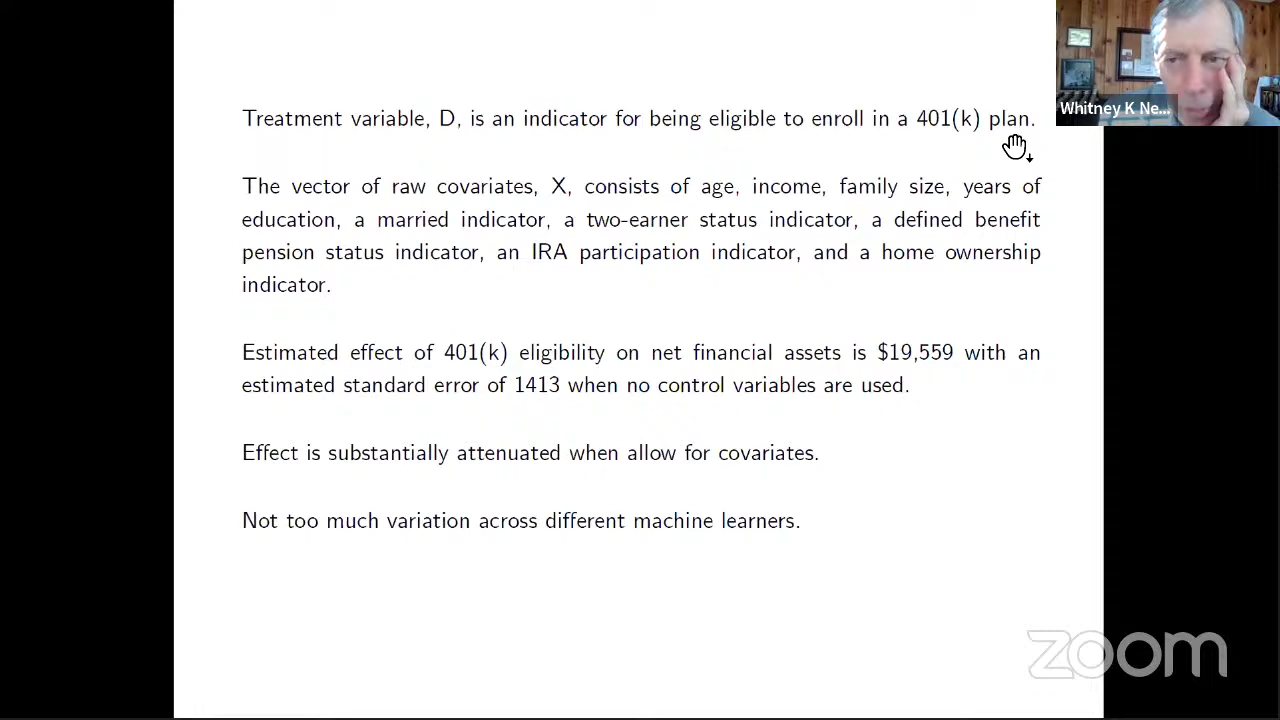 Treatment variable, D, is an indicator for being eligible to enroll in a 401(k) plan.
Whitney K Ne...
The vector of raw covariates, X, consists of age, income, family size, years of
education, a married indicator, a two-earner status indicator, a defined benefit
pension status indicator, an IRA participation indicator, and a home ownership
indicator.
Estimated effect of 401(k) eligibility on net financial assets is $19,559 with an
estimated standard error of 1413 when no control variables are used.
Effect is substantially attenuated when allow for covariates.
Not too much variation across different machine learners.
zoom